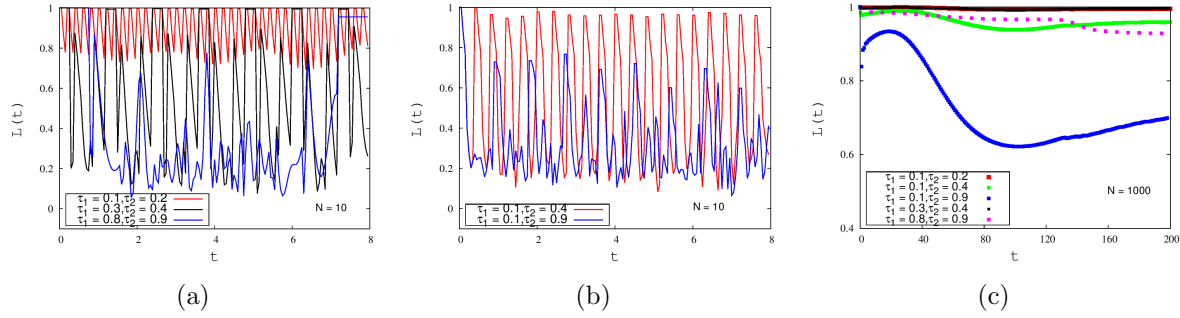 1
0.8
0.6
0.4
0.2
0
L(t)
τ1 = 0.1,τ2 = 0.2
τ1 = 0.3,τ2 = 0.4
τ1 = 0.8,τ2 = 0.9
N = 10
0 2 4 6 8
t
(a)
1
0.8
0.6
0.4
0.2
0
L(t)
τ1 = 0.1,τ2 = 0.4
τ1 = 0.1,τ2 = 0.9
N = 10
0 2 4 6 8
t
(b)
1
0.8
0.6
0.4
L(t)
τ1 = 0.1,τ2 = 0.2
τ1 = 0.1,τ2 = 0.4
τ1 = 0.1,τ2 = 0.9
τ1 = 0.3,τ2 = 0.4
τ1 = 0.8,τ2 = 0.9
N = 1000
0 40 80 120 160 200
t
(c)